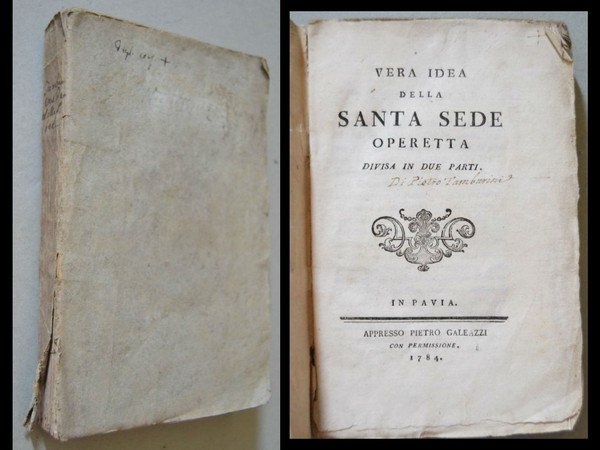 VERA IDEA
DELLA
SANTA SEDE
OPERETTA
DIVISA IN DUE PARTI.
Di Pietro Tamburini
IN PAVIA.
APPRESSO PIETRO GALEAZZI
CON PERMISSIONE.
1784.